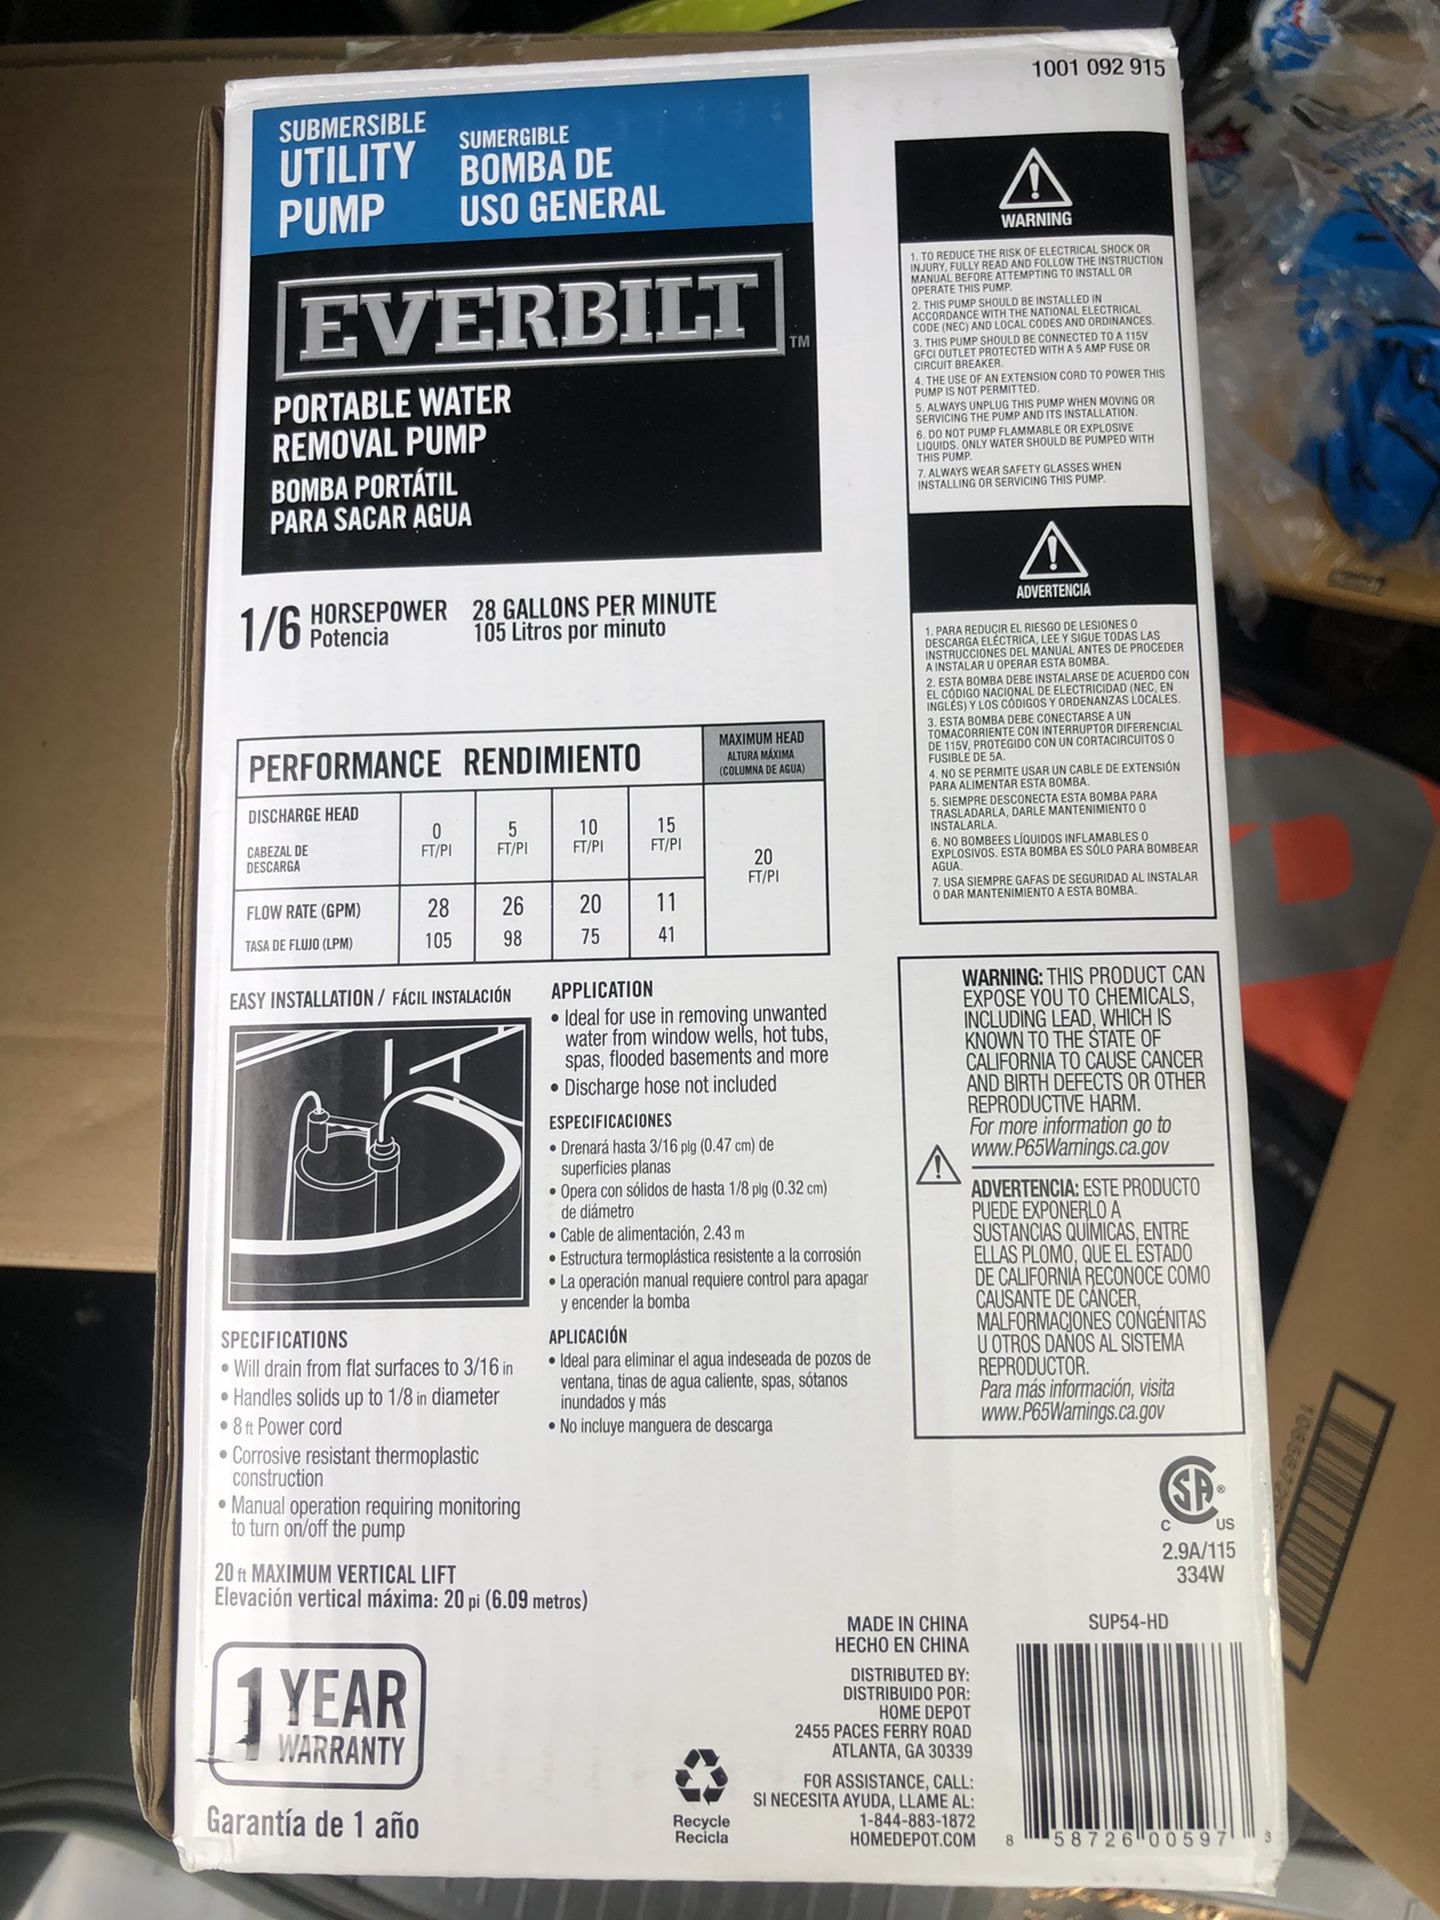 1001 092 915
SUBMERSIBLE
UTILITY
PUMP
SUMERGIBLE
BOMBA DE
USO GENERAL
EVERBILT
TM
PORTABLE WATER
REMOVAL PUMP
BOMBA PORTÁTIL
PARA SACAR AGUA
1/6 HORSEPOWER
Potencia
28 GALLONS PER MINUTE
105 Litros por minuto
PERFORMANCE RENDIMIENTO
MAXIMUM HEAD
ALTURA MÁXIMA
(COLUMNA DE AGUA)
DISCHARGE HEAD
CABEZAL DE
DESCARGA
0
FT/PI
5
FT/PI
10
FT/PI
15
FT/PI
20
FT/PI
FLOW RATE (GPM) 28 26 20 11
TASA DE FLUJO (LPM) 105 98 75 41
EASY INSTALLATION / FÁCIL INSTALACIÓN
SPECIFICATIONS
• Will drain from flat surfaces to 3/16 in
• Handles solids up to 1/8 in diameter
• 8 ft Power cord
• Corrosive resistant thermoplastic
construction
• Manual operation requiring monitoring
to turn on/off the pump
20 ft MAXIMUM VERTICAL LIFT
Elevación vertical máxima: 20 pi (6.09 metros)
1 YEAR
WARRANTY
Garantía de 1 año
APPLICATION
• Ideal for use in removing unwanted
water from window wells, hot tubs,
spas, flooded basements and more
• Discharge hose not included
ESPECIFICACIONES
• Drenará hasta 3/16 plg (0.47 cm) de
superficies planas
• Opera con sólidos de hasta 1/8 plg (0.32 cm)
de diámetro
• Cable de alimentación, 2.43 m
• Estructura termoplástica resistente a la corrosión
• La operación manual requiere control para apagar
y encender la bomba
APLICACIÓN
• Ideal para eliminar el agua indeseada de pozos de
ventana, tinas de agua caliente, spas, sótanos
inundados y más
• No incluye manguera de descarga
WARNING
1. TO REDUCE THE RISK OF ELECTRICAL SHOCK OR
INJURY, FULLY READ AND FOLLOW THE INSTRUCTION
MANUAL BEFORE ATTEMPTING TO INSTALL OR
OPERATE THIS PUMP.
2. THIS PUMP SHOULD BE INSTALLED IN
ACCORDANCE WITH THE NATIONAL ELECTRICAL
CODE (NEC) AND LOCAL CODES AND ORDINANCES.
3. THIS PUMP SHOULD BE CONNECTED TO A 115V
GFCI OUTLET PROTECTED WITH A 5 AMP FUSE OR
CIRCUIT BREAKER.
4. THE USE OF AN EXTENSION CORD TO POWER THIS
PUMP IS NOT PERMITTED.
5. ALWAYS UNPLUG THIS PUMP WHEN MOVING OR
SERVICING THE PUMP AND ITS INSTALLATION.
6. DO NOT PUMP FLAMMABLE OR EXPLOSIVE
LIQUIDS. ONLY WATER SHOULD BE PUMPED WITH
THIS PUMP.
7. ALWAYS WEAR SAFETY GLASSES WHEN
INSTALLING OR SERVICING THIS PUMP.
ADVERTENCIA
1. PARA REDUCIR EL RIESGO DE LESIONES O
DESCARGA ELÉCTRICA, LEE Y SIGUE TODAS LAS
INSTRUCCIONES DEL MANUAL ANTES DE PROCEDER
A INSTALAR U OPERAR ESTA BOMBA.
2. ESTA BOMBA DEBE INSTALARSE DE ACUERDO CON
EL CÓDIGO NACIONAL DE ELECTRICIDAD (NEC, EN
INGLÉS) Y LOS CÓDIGOS Y ORDENANZAS LOCALES.
3. ESTA BOMBA DEBE CONECTARSE A UN
TOMACORRIENTE CON INTERRUPTOR DIFERENCIAL
DE 115V, PROTEGIDO CON UN CORTACIRCUITOS O
FUSIBLE DE 5A.
4. NO SE PERMITE USAR UN CABLE DE EXTENSIÓN
PARA ALIMENTAR ESTA BOMBA.
5. SIEMPRE DESCONECTA ESTA BOMBA PARA
TRASLADARLA, DARLE MANTENIMIENTO O
INSTALARLA.
6. NO BOMBEES LÍQUIDOS INFLAMABLES O
EXPLOSIVOS. ESTA BOMBA ES SÓLO PARA BOMBEAR
AGUA.
7. USA SIEMPRE GAFAS DE SEGURIDAD AL INSTALAR
O DAR MANTENIMIENTO A ESTA BOMBA.
WARNING: THIS PRODUCT CAN
EXPOSE YOU TO CHEMICALS,
INCLUDING LEAD, WHICH IS
KNOWN TO THE STATE OF
CALIFORNIA TO CAUSE CANCER
AND BIRTH DEFECTS OR OTHER
REPRODUCTIVE HARM.
For more information go to
www.P65Warnings.ca.gov
ADVERTENCIA: ESTE PRODUCTO
PUEDE EXPONERLO A
SUSTANCIAS QUÍMICAS, ENTRE
ELLAS PLOMO, QUE EL ESTADO
DE CALIFORNIA RECONOCE COMO
CAUSANTE DE CÁNCER,
MALFORMACIONES CONGÉNITAS
U OTROS DAÑOS AL SISTEMA
REPRODUCTOR.
Para más información, visita
www.P65Warnings.ca.gov
SA®
C US
2.9A/115
334W
SUP54-HD
MADE IN CHINA
HECHO EN CHINA
DISTRIBUTED BY:
DISTRIBUIDO POR:
HOME DEPOT
2455 PACES FERRY ROAD
ATLANTA, GA 30339
FOR ASSISTANCE, CALL:
SI NECESITA AYUDA, LLAME AL:
1-844-883-1872
HOMEDEPOT.COM
Recycle
Recicla
8 58726 00597 3